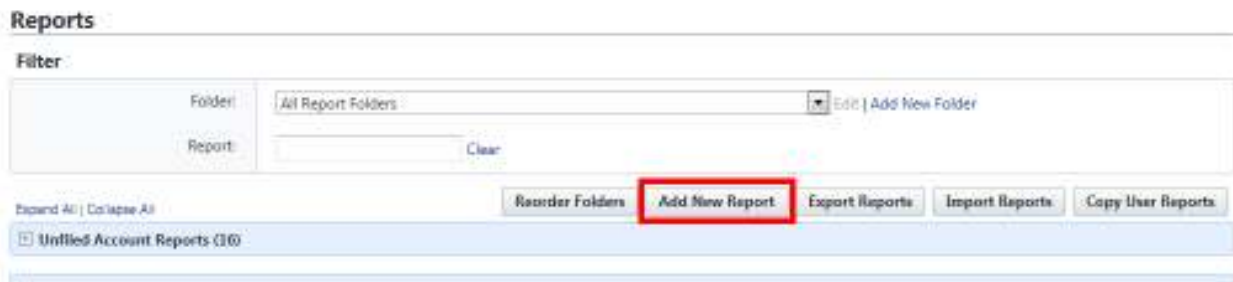 Reports
Filter
Folder: All Report Folders Edit | Add New Folder
Report: Clear
Expand All | Collapse All Reorder Folders Add New Report Export Reports Import Reports Copy User Reports
Unfiled Account Reports (16)